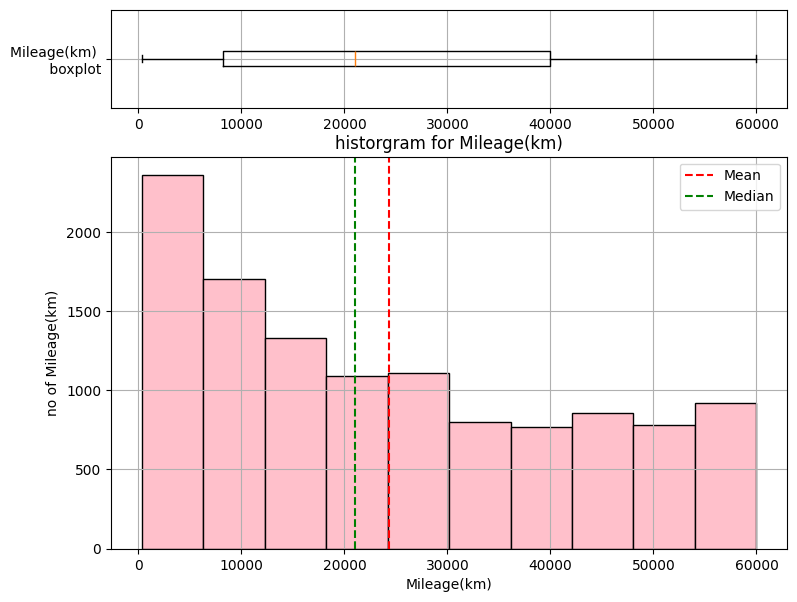 Mileage(km)
boxplot
0 10000 20000 30000 40000 50000 60000
historgram for Mileage(km)
Mean
Median
2000
1500
1000
500
0
no of Mileage(km)
0 10000 20000 30000 40000 50000 60000
Mileage(km)